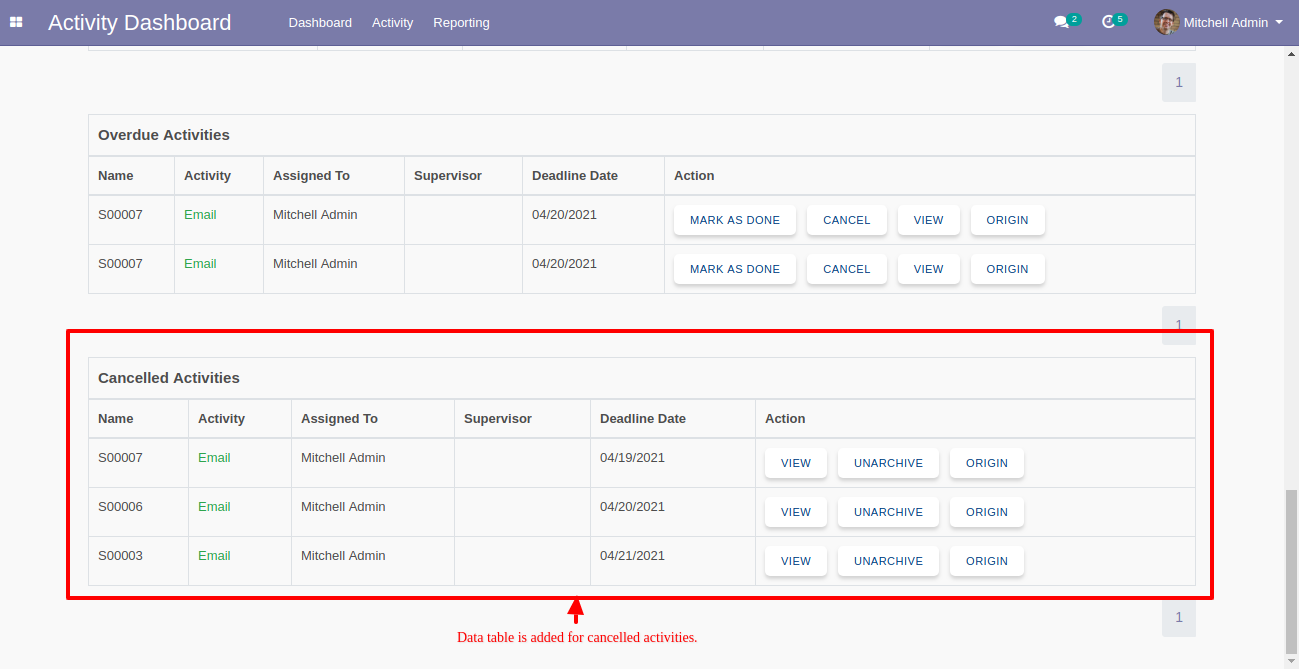 Activity Dashboard Dashboard Activity Reporting 2 5 Mitchell Admin
1
Overdue Activities
Name Activity Assigned To Supervisor Deadline Date Action
S00007 Email Mitchell Admin 04/20/2021 MARK AS DONE CANCEL VIEW ORIGIN
S00007 Email Mitchell Admin 04/20/2021 MARK AS DONE CANCEL VIEW ORIGIN
1
Cancelled Activities
Name Activity Assigned To Supervisor Deadline Date Action
S00007 Email Mitchell Admin 04/19/2021 VIEW UNARCHIVE ORIGIN
S00006 Email Mitchell Admin 04/20/2021 VIEW UNARCHIVE ORIGIN
S00003 Email Mitchell Admin 04/21/2021 VIEW UNARCHIVE ORIGIN
1
Data table is added for cancelled activities.